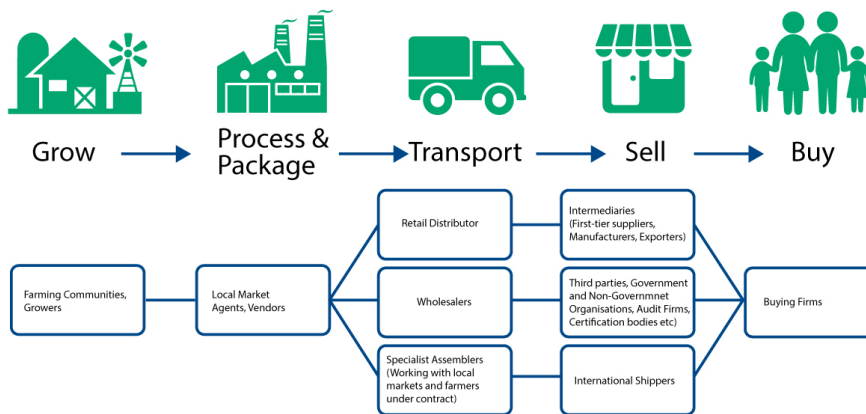 Grow
Process &
Package
Transport
Sell
Buy
Farming Communities,
Growers
Local Market
Agents, Vendors
Retail Distributor
Wholesalers
Specialist Assemblers
(Working with local
markets and farmers
under contract)
Intermediaries
(First-tier suppliers,
Manufacturers, Exporters)
Third parties, Government
and Non-Governmnet
Organisations, Audit Firms,
Certification bodies etc)
International Shippers
Buying Firms